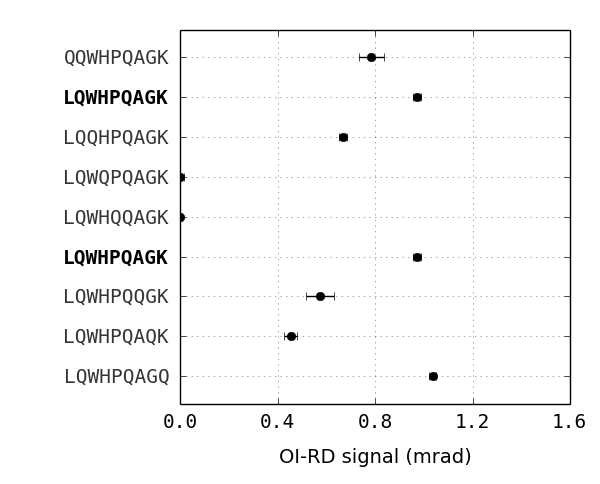 QQWHPQAGK
LQWHPQAGK
LQQHPQAGK
LQWQPQAGK
LQWHQQAGK
LQWHPQAGK
LQWHPQQGK
LQWHPQAQK
LQWHPQAGQ
0.0 0.4 0.8 1.2 1.6
OI-RD signal (mrad)